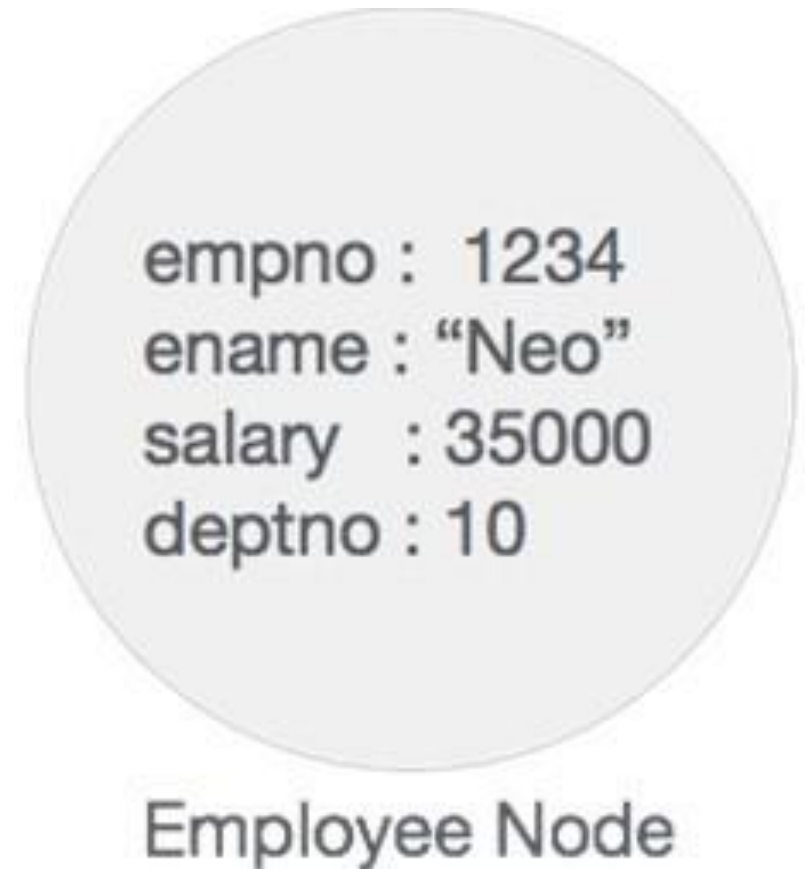 empno : 1234
ename : “Neo”
salary : 35000
deptno : 10
Employee Node